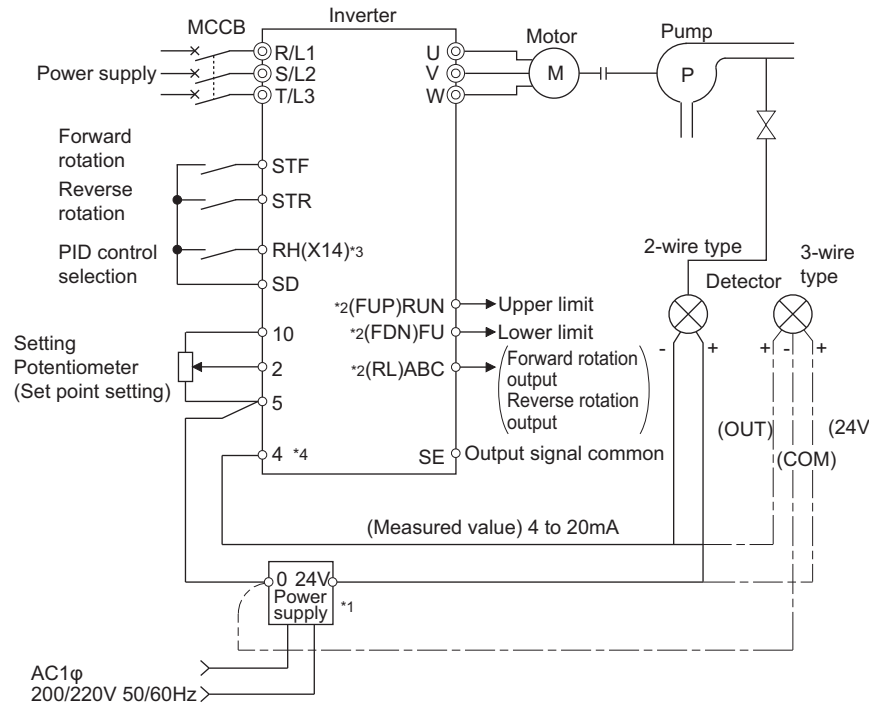 Inverter
MCCB
Motor
Pump
R/L1
S/L2
T/L3
Power supply
U
V
W
M
P
Forward
rotation
STF
Reverse
rotation
STR
PID control
selection
RH(X14)*3
SD
2-wire type
3-wire
type
Detector
*2(FUP)RUN
Upper limit
*2(FDN)FU
Lower limit
*2(RL)ABC
Forward rotation
output
Reverse rotation
output
Setting
Potentiometer
(Set point setting)
10
2
5
4 *4
SE
Output signal common
- +
+ - +
(OUT)
(COM)
(24V
(Measured value) 4 to 20mA
0 24V
Power
supply
*1
AC1φ
200/220V 50/60Hz